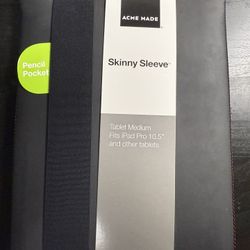 ACME MADE
Skinny Sleeve™
Pencil
Pocket
Tablet Medium
Fits iPad Pro 10.5"
and other tablets